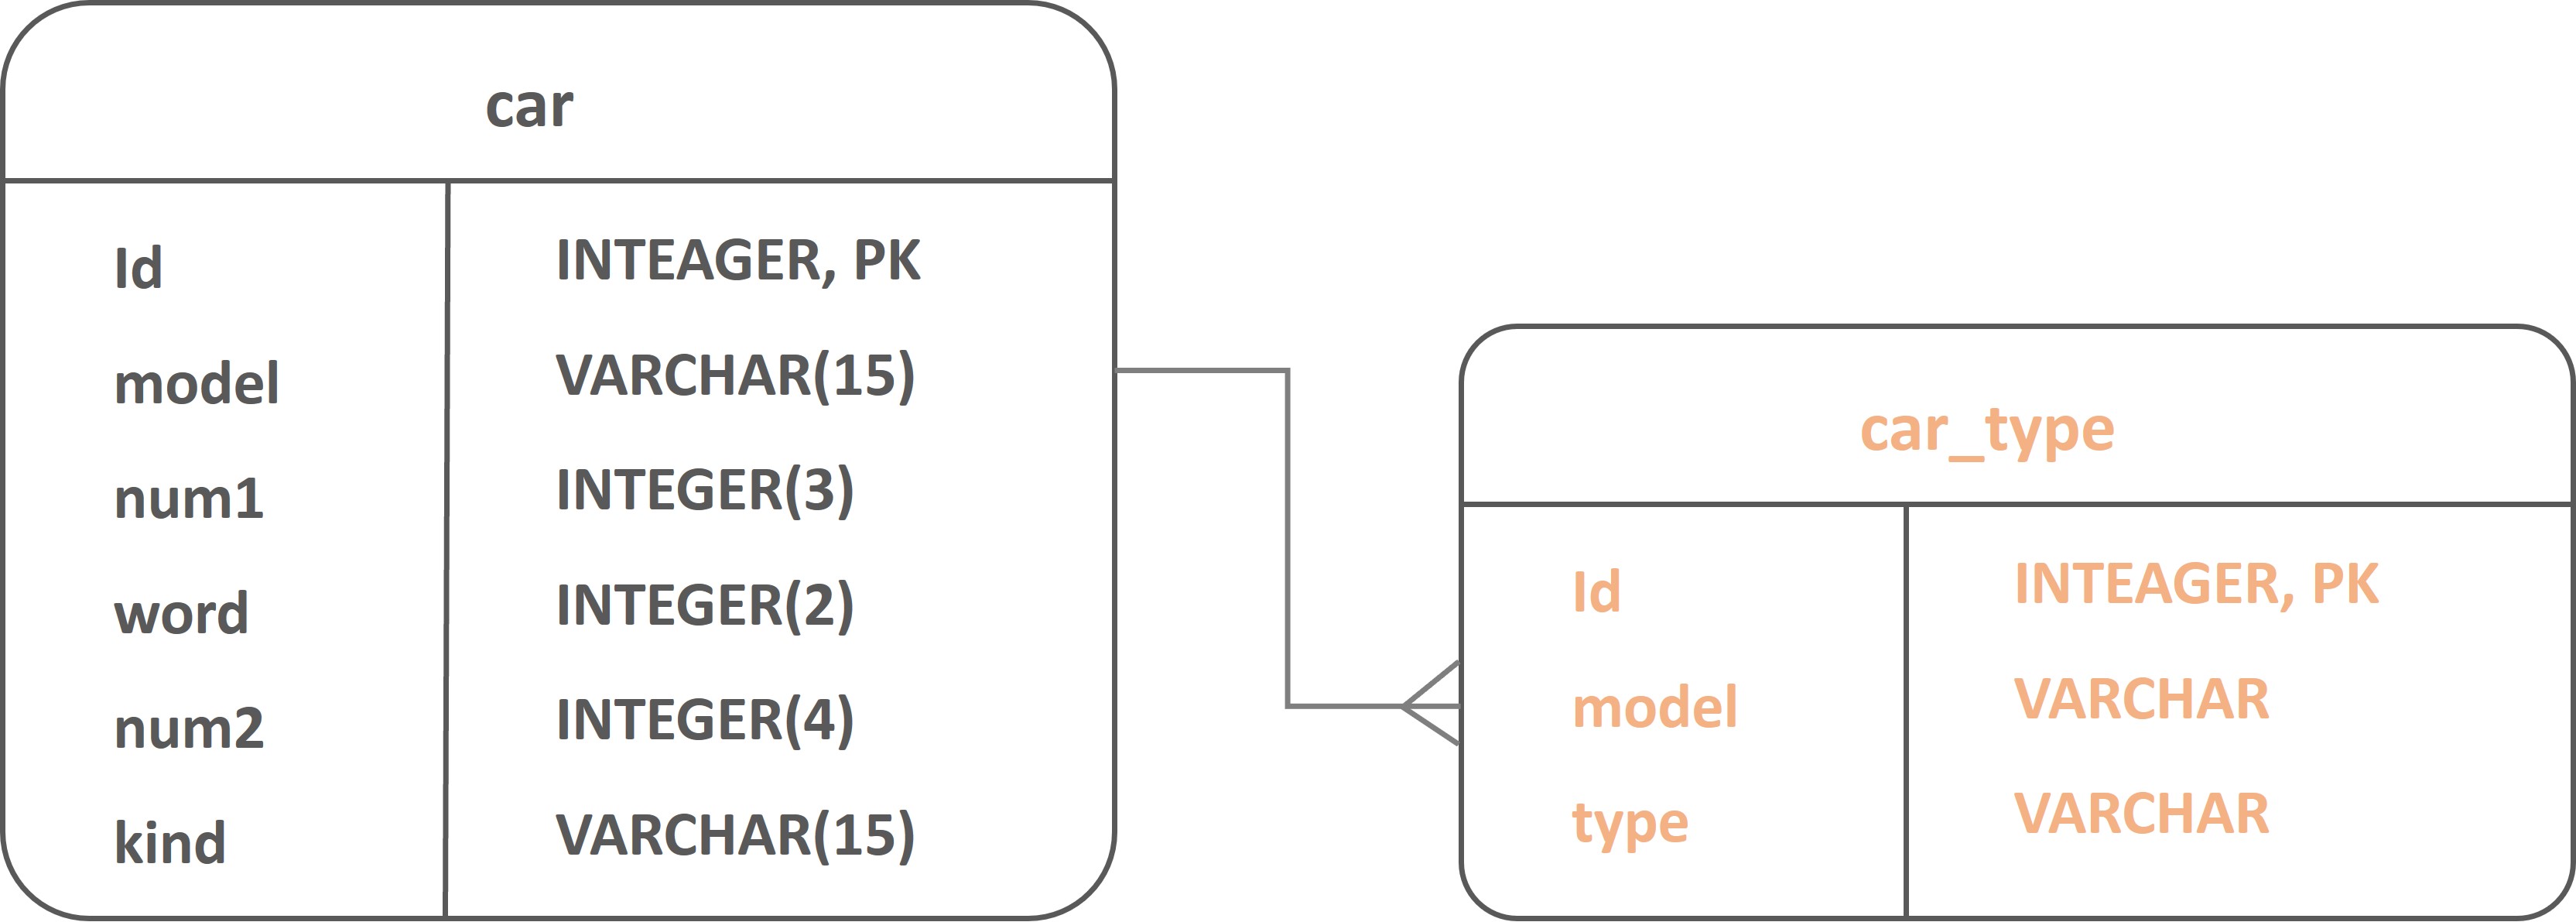 car
Id INTEAGER, PK
model VARCHAR(15)
num1 INTEGER(3)
word INTEGER(2)
num2 INTEGER(4)
kind VARCHAR(15)
car_type
Id INTEAGER, PK
model VARCHAR
type VARCHAR